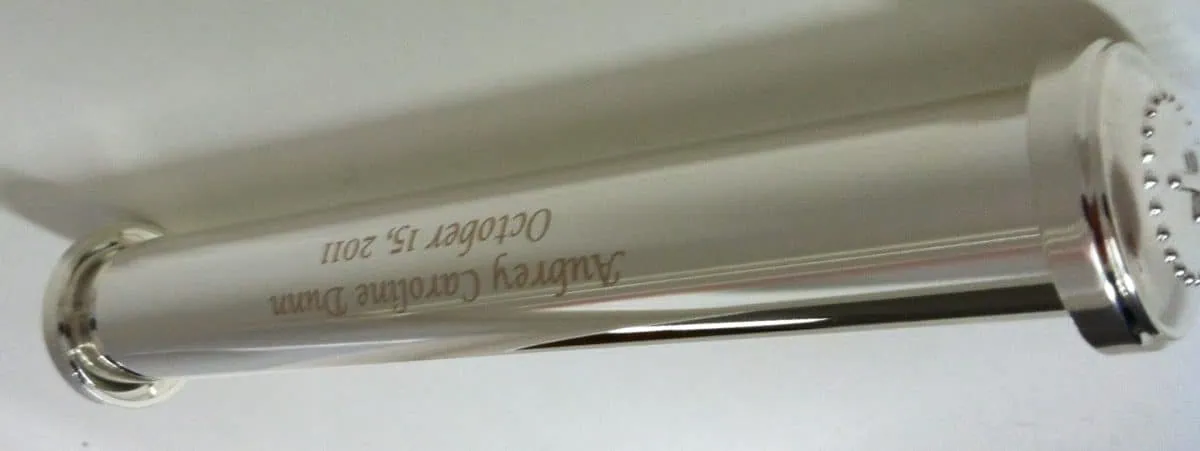 Aubrey Caroline Dunn
October 15, 2011